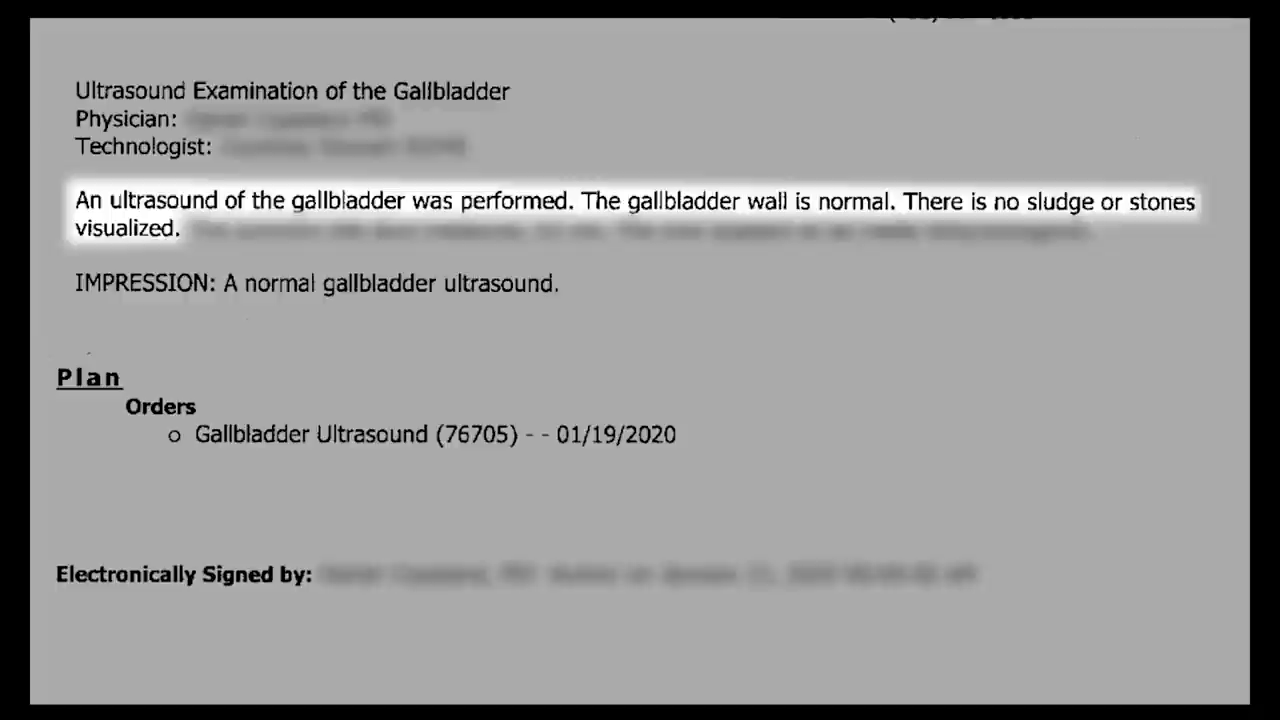 Ultrasound Examination of the Gallbladder
Physician:
Technologist:
An ultrasound of the gallbladder was performed. The gallbladder wall is normal. There is no sludge or stones
visualized.
IMPRESSION: A normal gallbladder ultrasound.
Plan
Orders
o Gallbladder Ultrasound (76705) - - 01/19/2020
Electronically Signed by: